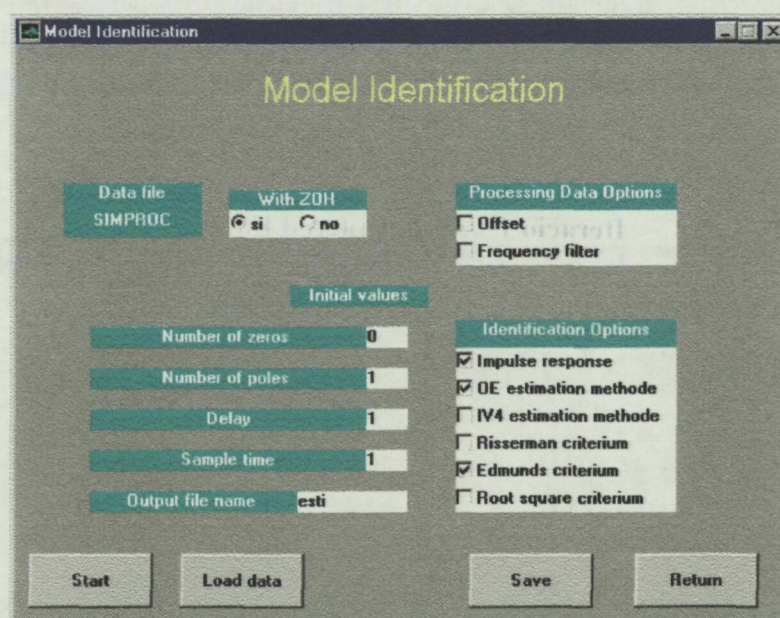 Model Identification
Model Identification
Data file
SIMPROC
With ZOH
si no
Processing Data Options
Offset
Frequency filter
Initial values
Number of zeros 0
Number of poles 1
Delay 1
Sample time 1
Output file name esti
Identification Options
Impulse response
OE estimation methode
IV4 estimation methode
Risserman criterium
Edmunds criterium
Root square criterium
Start Load data Save Return